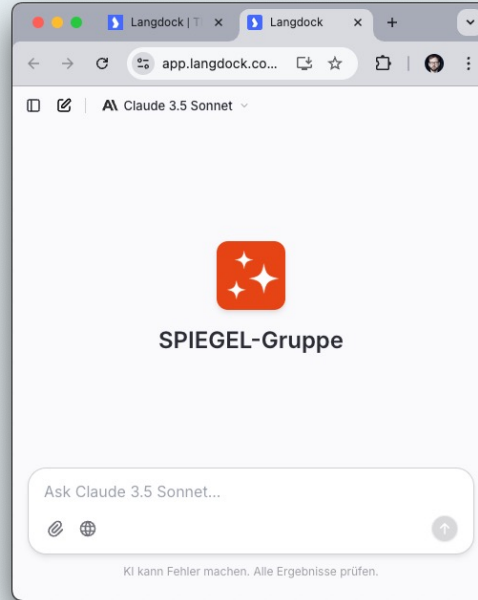 Langdock | T
Langdock
app.langdock.co...
Claude 3.5 Sonnet
SPIEGEL-Gruppe
Ask Claude 3.5 Sonnet...
KI kann Fehler machen. Alle Ergebnisse prüfen.